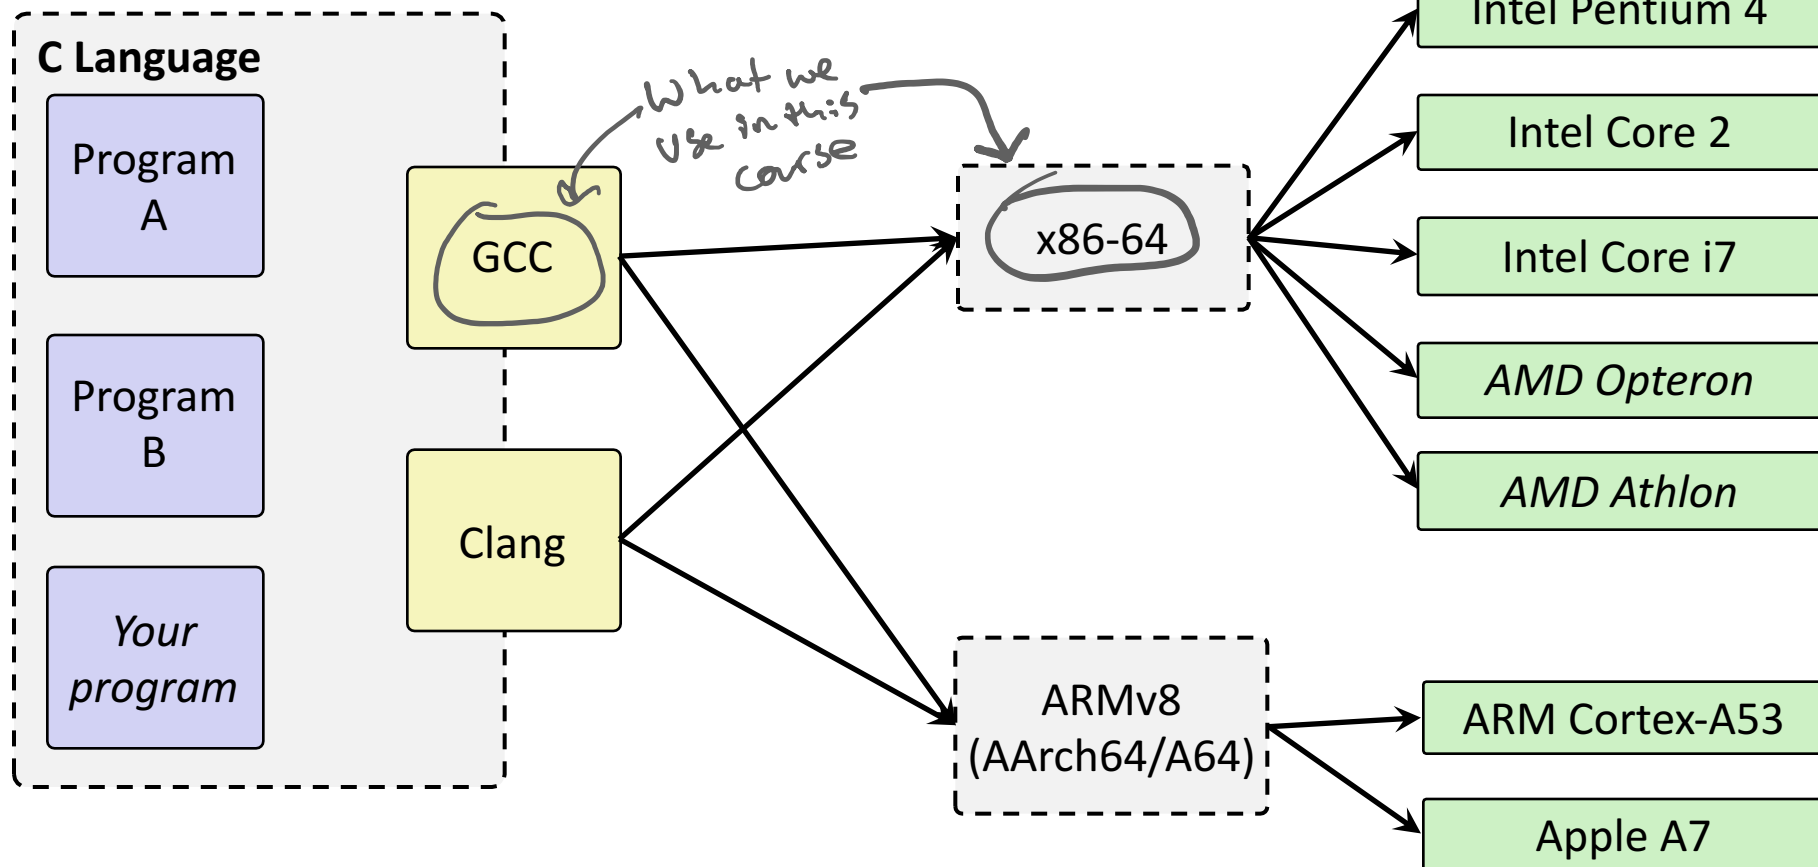 C Language
Program
A
Program
B
Your
program
What we
use in this
course
GCC
Clang
x86-64
ARMv8
(AArch64/A64)
Intel Pentium 4
Intel Core 2
Intel Core i7
AMD Opteron
AMD Athlon
ARM Cortex-A53
Apple A7